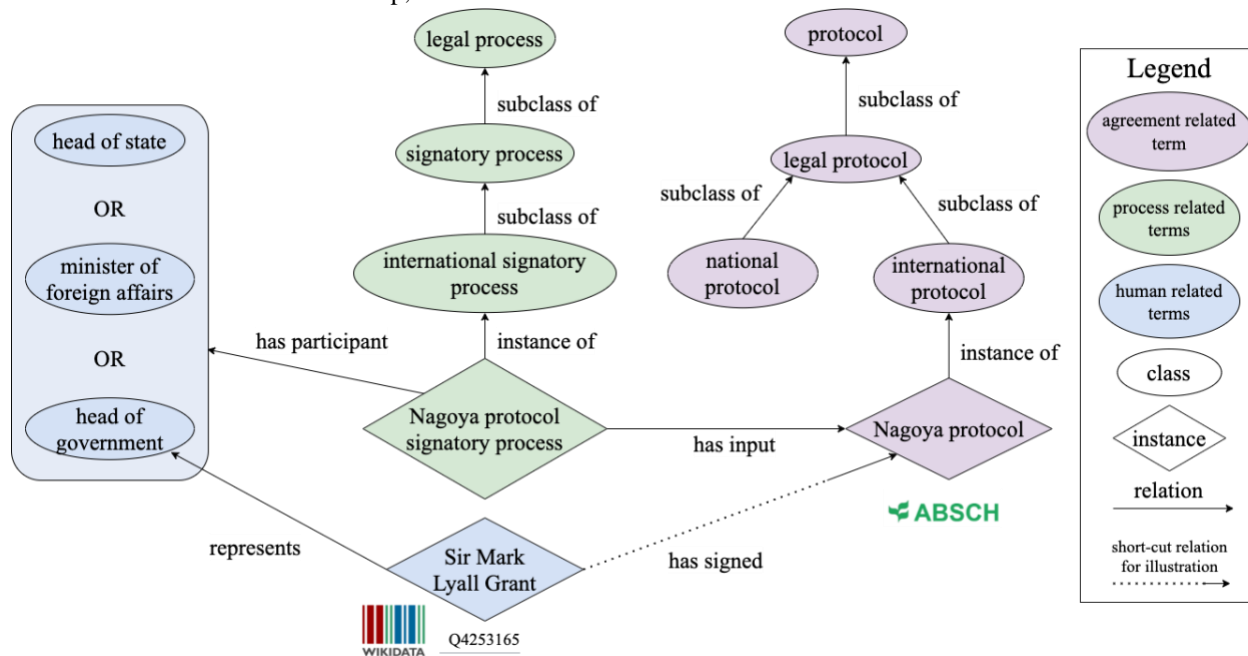 legal process
protocol
subclass of
subclass of
head of state
signatory process
legal protocol
OR
subclass of
subclass of
subclass of
minister of
foreign affairs
international signatory
process
national
protocol
international
protocol
OR
has participant
instance of
instance of
head of
government
Nagoya protocol
signatory process
has input
Nagoya protocol
ABSCH
represents
Sir Mark
Lyall Grant
has signed
WIKIDATA
Q4253165
Legend
agreement related
term
process related
terms
human related
terms
class
instance
relation
short-cut relation
for illustration